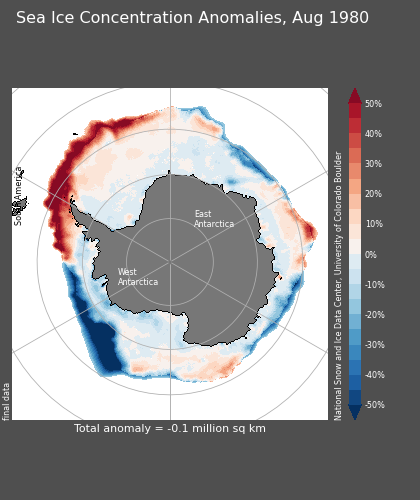 Sea Ice Concentration Anomalies, Aug 1980
South America
East
Antarctica
West
Antarctica
final data
National Snow and Ice Data Center, University of Colorado Boulder
50%
40%
30%
20%
10%
0%
-10%
-20%
-30%
-40%
-50%
Total anomaly = -0.1 million sq km